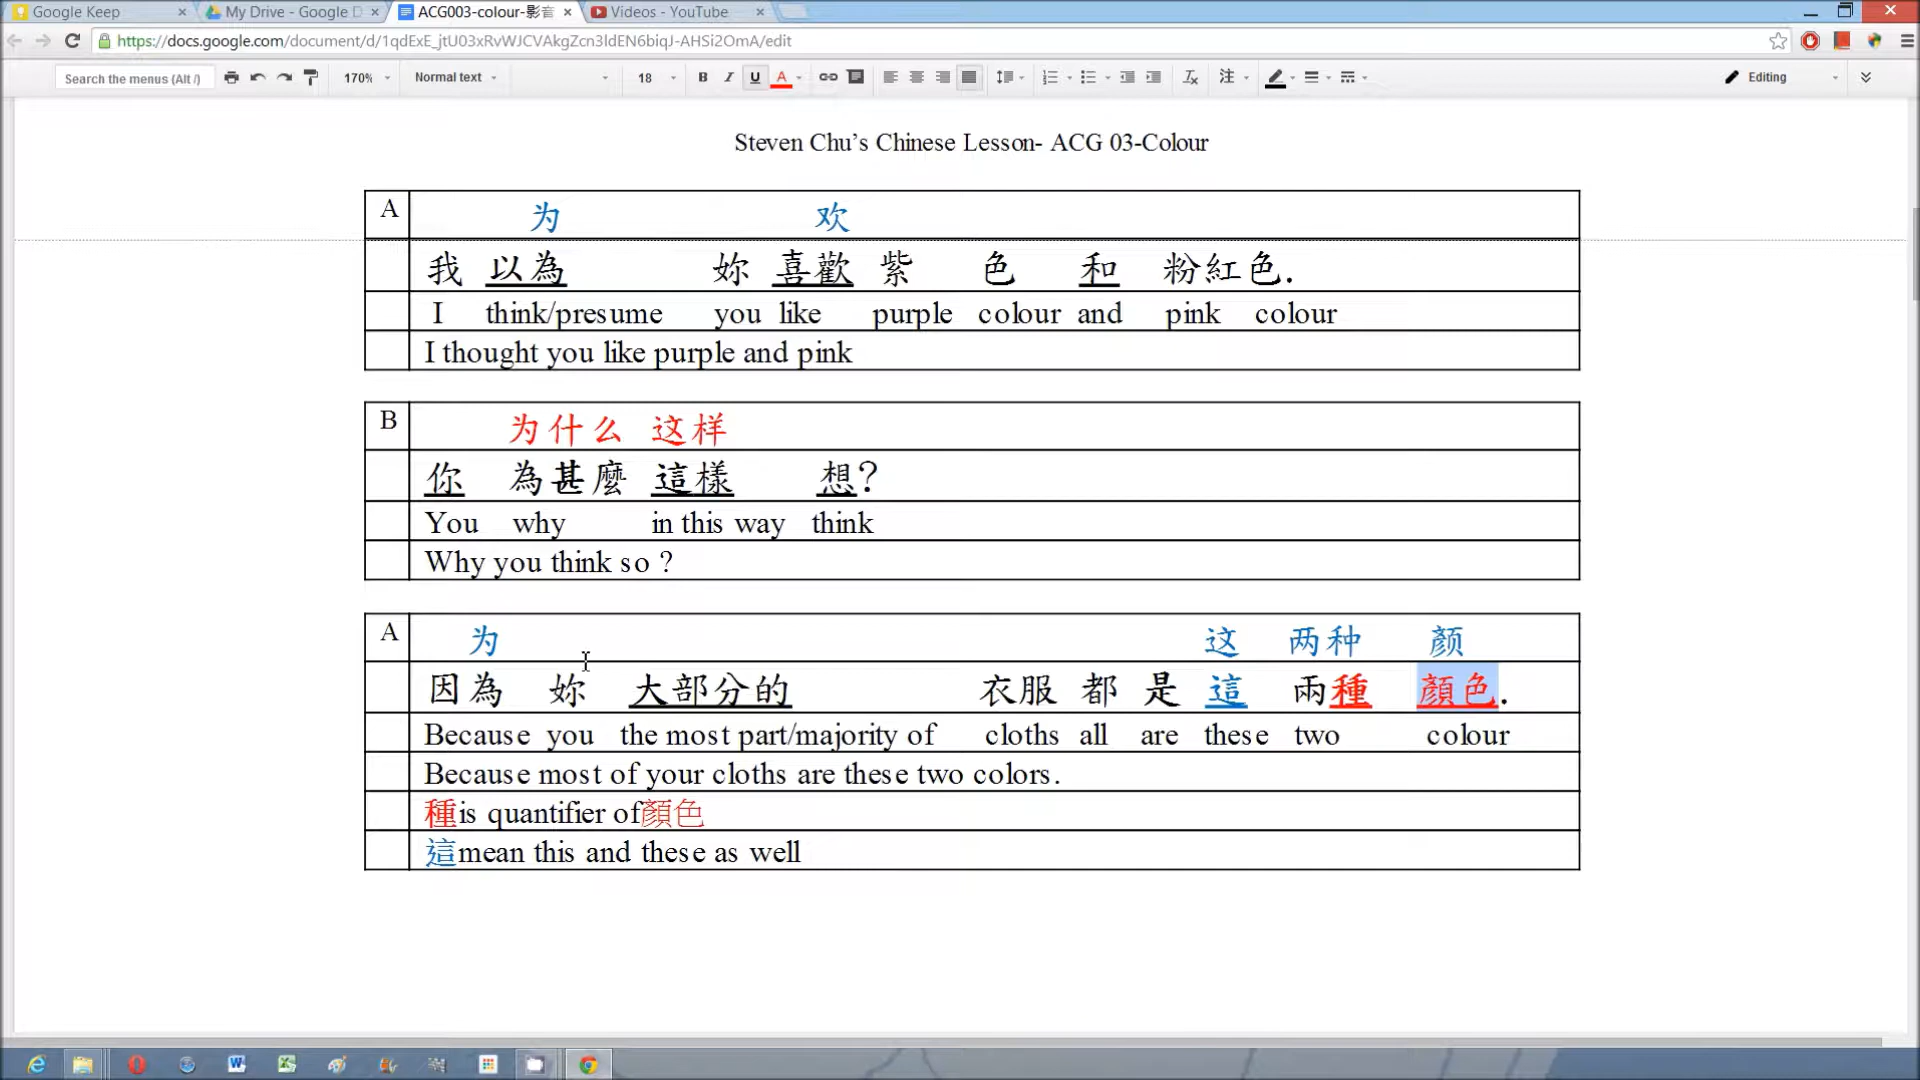 Google Keep
My Drive - Google D
ACG003-colour-影音
Videos - YouTube
https://docs.google.com/document/d/1qdExE_jtU03xRvWJCVAkgZcn3ldEN6biqJ-AHSi2OmA/edit
Search the menus (Alt /)
170%
Normal text
18
B I U A
注
Editing
Steven Chu's Chinese Lesson- ACG 03-Colour
A 为 欢
我 以為 妳 喜歡 紫 色 和 粉紅色.
I think/presume you like purple colour and pink colour
I thought you like purple and pink
B 为什么 这样
你 為甚麼 這樣 想?
You why in this way think
Why you think so ?
A 为 这 两种 颜
因為 妳 大部分的 衣服 都 是 這 兩種 顏色.
Because you the most part/majority of cloths all are these two colour
Because most of your cloths are these two colors.
種is quantifier of顏色
這mean this and these as well